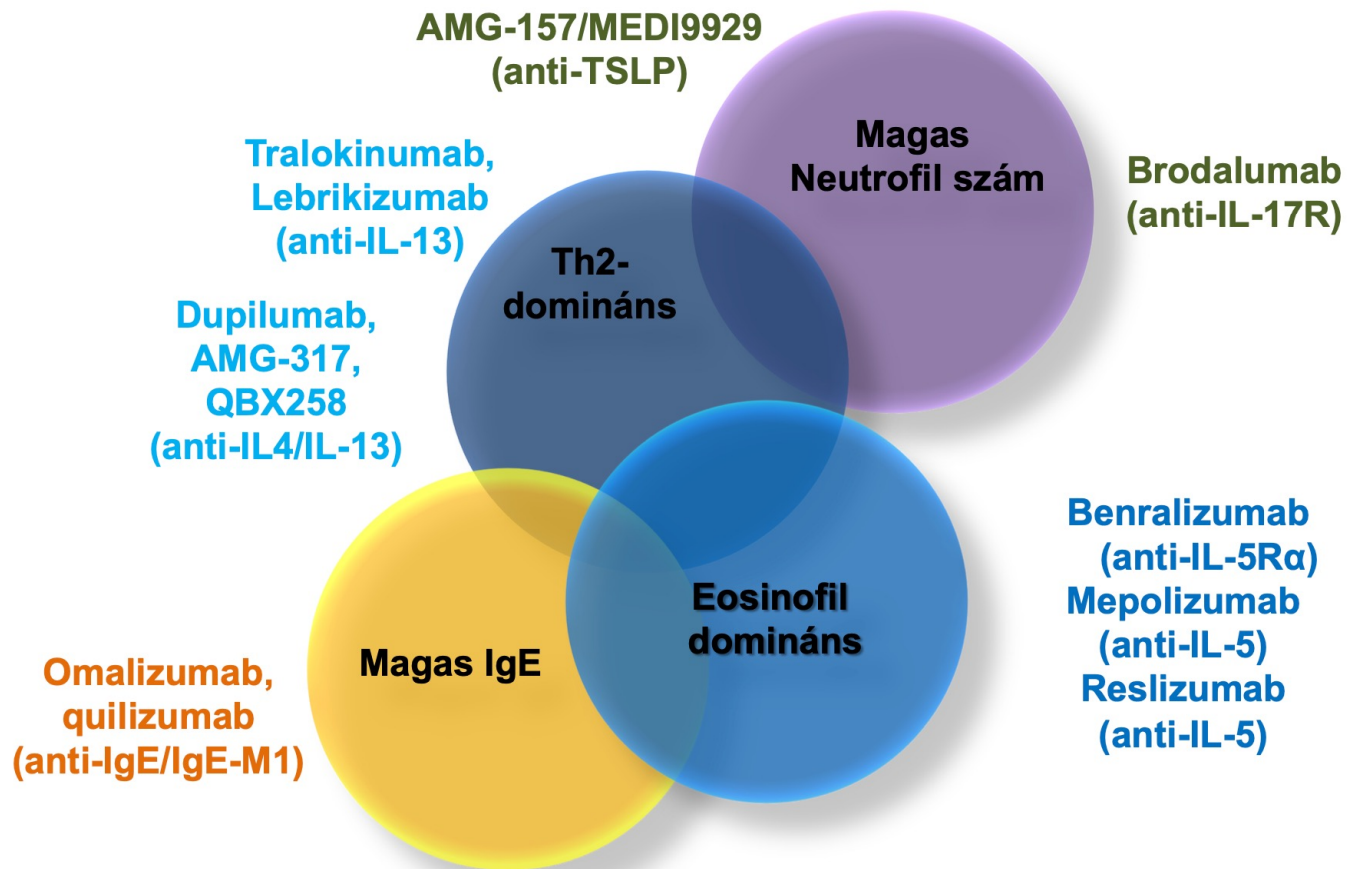 AMG-157/MEDI9929
(anti-TSLP)
Magas
Neutrofil szám
Brodalumab
(anti-IL-17R)
Tralokinumab,
Lebrikizumab
(anti-IL-13)
Th2-
domináns
Dupilumab,
AMG-317,
QBX258
(anti-IL4/IL-13)
Benralizumab
(anti-IL-5Rα)
Mepolizumab
(anti-IL-5)
Reslizumab
(anti-IL-5)
Eosinofil
domináns
Magas IgE
Omalizumab,
quilizumab
(anti-IgE/IgE-M1)